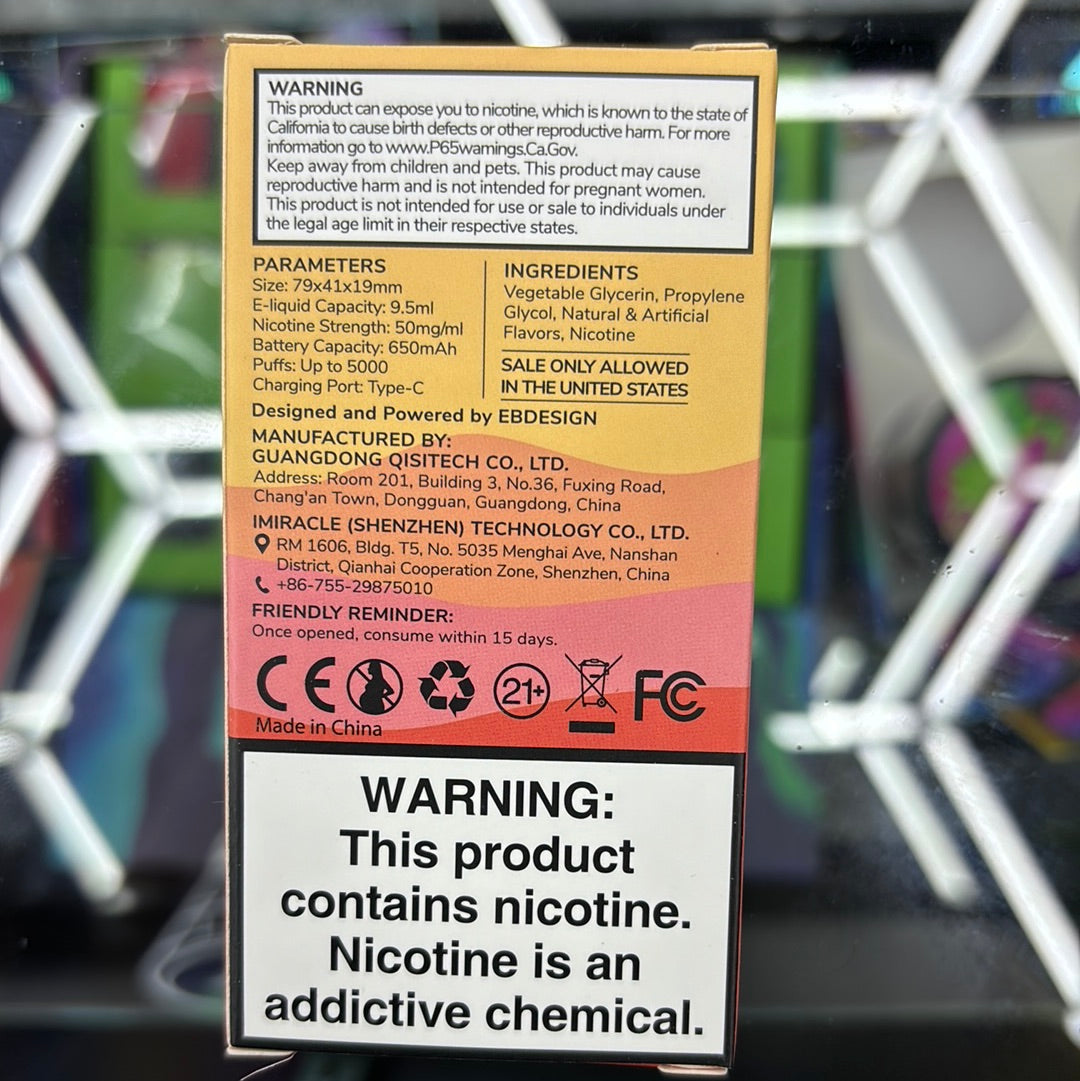 WARNING
This product can expose you to nicotine, which is known to the state of
California to cause birth defects or other reproductive harm. For more
information go to www.P65warnings.Ca.Gov.
Keep away from children and pets. This product may cause
reproductive harm and is not intended for pregnant women.
This product is not intended for use or sale to individuals under
the legal age limit in their respective states.
PARAMETERS
Size: 79x41x19mm
E-liquid Capacity: 9.5ml
Nicotine Strength: 50mg/ml
Battery Capacity: 650mAh
Puffs: Up to 5000
Charging Port: Type-C
INGREDIENTS
Vegetable Glycerin, Propylene
Glycol, Natural & Artificial
Flavors, Nicotine
SALE ONLY ALLOWED
IN THE UNITED STATES
Designed and Powered by EBDESIGN
MANUFACTURED BY:
GUANGDONG QISITECH CO., LTD.
Address: Room 201, Building 3, No.36, Fuxing Road,
Chang'an Town, Dongguan, Guangdong, China
IMIRACLE (SHENZHEN) TECHNOLOGY CO., LTD.
RM 1606, Bldg. T5, No. 5035 Menghai Ave, Nanshan
District, Qianhai Cooperation Zone, Shenzhen, China
+86-755-29875010
FRIENDLY REMINDER:
Once opened, consume within 15 days.
CE 21+ FC
Made in China
WARNING:
This product
contains nicotine.
Nicotine is an
addictive chemical.